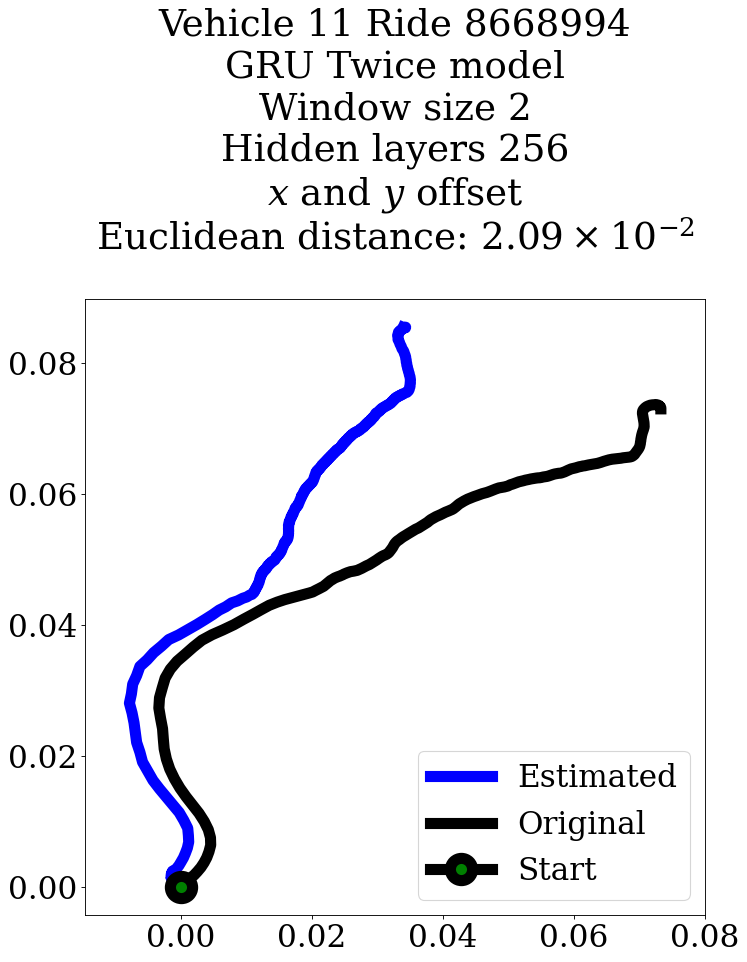 Vehicle 11 Ride 8668994
GRU Twice model
Window size 2
Hidden layers 256
x and y offset
Euclidean distance: 2.09 × 10⁻²
0.08
0.06
0.04
0.02
0.00
Estimated
Original
Start
0.00 0.02 0.04 0.06 0.08